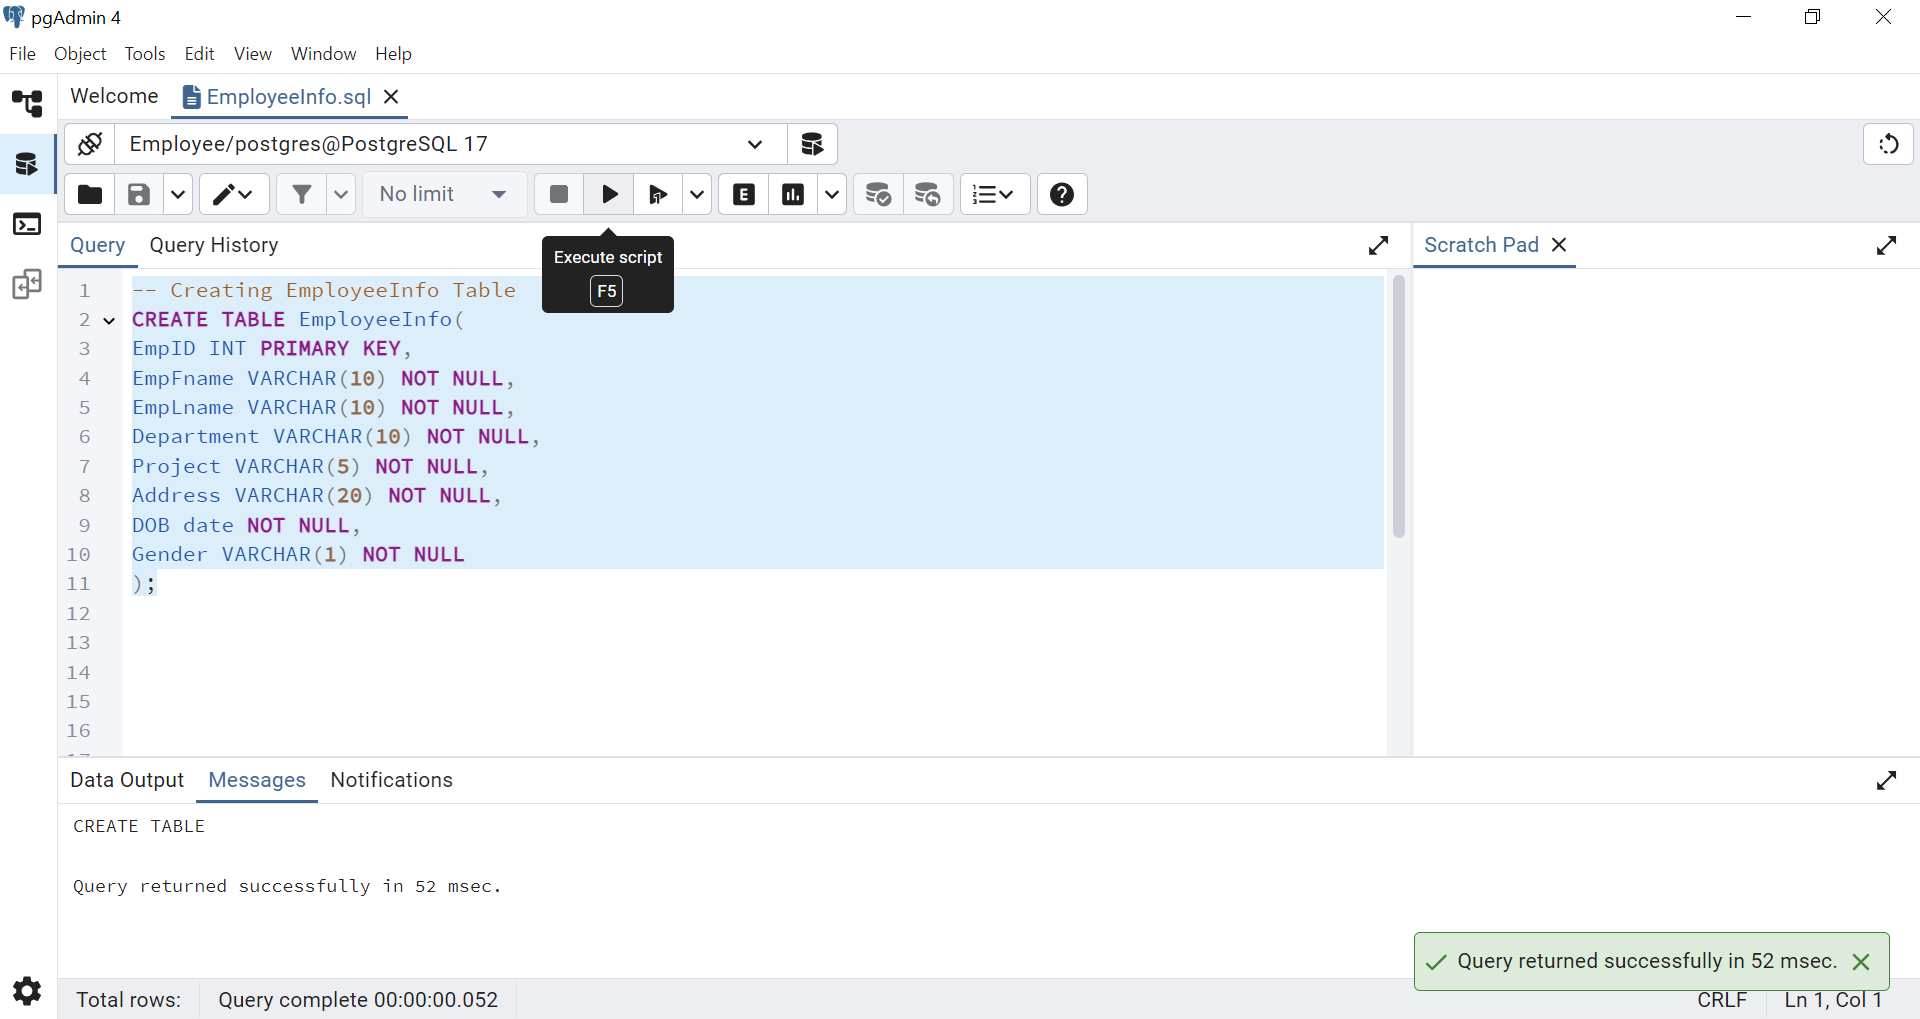 pgAdmin 4
File Object Tools Edit View Window Help
Welcome EmployeeInfo.sql
Employee/postgres@PostgreSQL 17
No limit E
Query Query History
Execute script
F5
Scratch Pad
1 -- Creating EmployeeInfo Table
2 CREATE TABLE EmployeeInfo(
3 EmpID INT PRIMARY KEY,
4 EmpFname VARCHAR(10) NOT NULL,
5 EmpLname VARCHAR(10) NOT NULL,
6 Department VARCHAR(10) NOT NULL,
7 Project VARCHAR(5) NOT NULL,
8 Address VARCHAR(20) NOT NULL,
9 DOB date NOT NULL,
10 Gender VARCHAR(1) NOT NULL
11 );
12
13
14
15
16
Data Output Messages Notifications
CREATE TABLE
Query returned successfully in 52 msec.
Query returned successfully in 52 msec.
Total rows: Query complete 00:00:00.052 CRLF Ln 1, Col 1